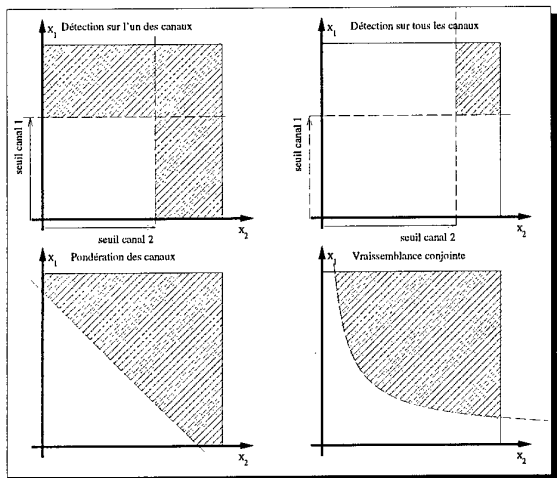 X1 Détection sur l'un des canaux
seuil canal 1
seuil canal 2
X2
X1 Détection sur tous les canaux
seuil canal 1
seuil canal 2
X2
X1 Pondération des canaux
X2
X1 Vraissemblance conjointe
X2